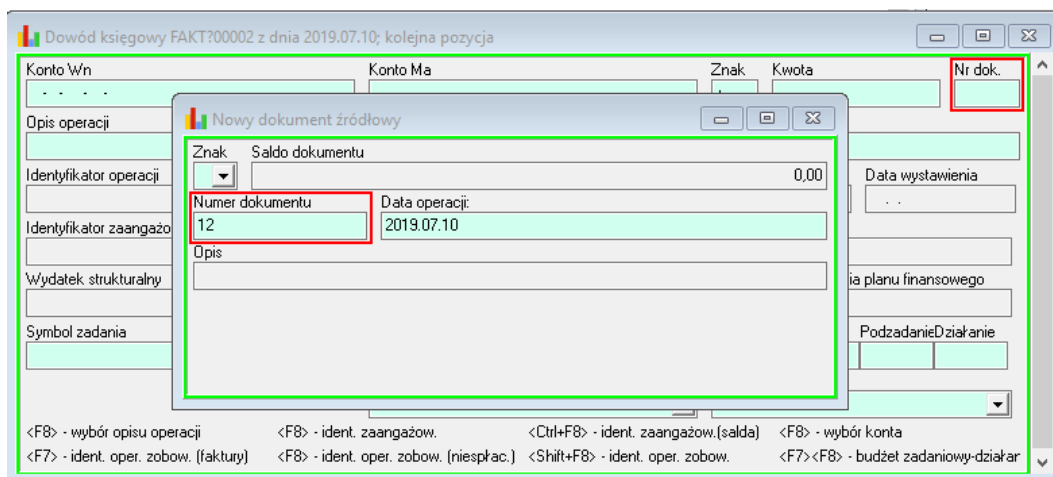 Dowód księgowy FAKT?00002 z dnia 2019.07.10; kolejna pozycja
Konto Wn Konto Ma Znak Kwota Nr dok.
. . . .
Opis operacji
Nowy dokument źródłowy
Znak Saldo dokumentu
0,00
Identyfikator operacji Data wystawienia
. .
Numer dokumentu Data operacji:
12 2019.07.10
Identyfikator zaangażo
Opis
Wydatek strukturalny ia planu finansowego
Symbol zadania Podzadanie Działanie
<F8> - wybór opisu operacji <F8> - ident. zaangażow. <Ctrl+F8> - ident. zaangażow.(salda) <F8> - wybór konta
<F7> - ident. oper. zobow. (faktury) <F8> - ident. oper. zobow. (niespłac.) <Shift+F8> - ident. oper. zobow. <F7><F8> - budżet zadaniowy-działar